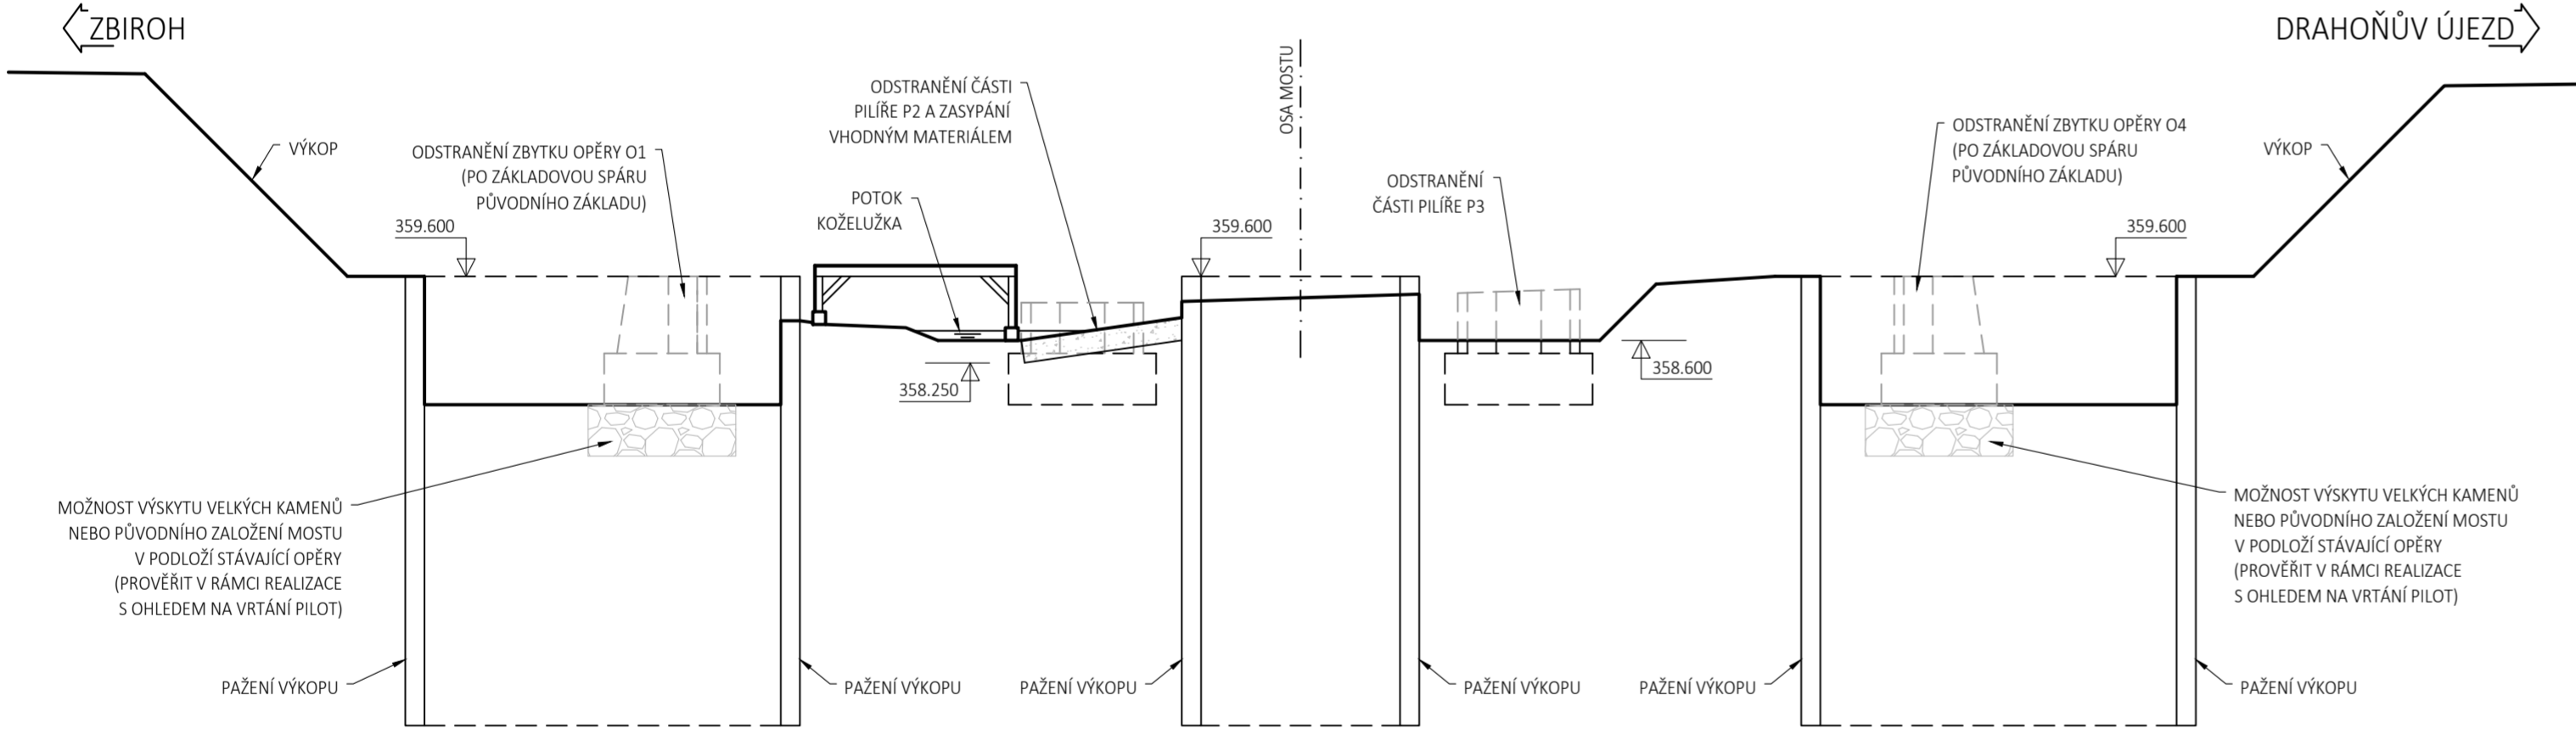 ZBIROH
DRAHOŇŮV ÚJEZD
VÝKOP
ODSTRANĚNÍ ZBYTKU OPĚRY O1
(PO ZÁKLADOVOU SPÁRU
PŮVODNÍHO ZÁKLADU)
359.600
ODSTRANĚNÍ ČÁSTI
PILÍŘE P2 A ZASYPÁNÍ
VHODNÝM MATERIÁLEM
POTOK
KOŽELUŽKA
OSA MOSTU
359.600
ODSTRANĚNÍ
ČÁSTI PILÍŘE P3
ODSTRANĚNÍ ZBYTKU OPĚRY O4
(PO ZÁKLADOVOU SPÁRU
PŮVODNÍHO ZÁKLADU)
VÝKOP
359.600
358.250
358.600
MOŽNOST VÝSKYTU VELKÝCH KAMENŮ
NEBO PŮVODNÍHO ZALOŽENÍ MOSTU
V PODLOŽÍ STÁVAJÍCÍ OPĚRY
(PROVĚŘIT V RÁMCI REALIZACE
S OHLEDEM NA VRTÁNÍ PILOT)
MOŽNOST VÝSKYTU VELKÝCH KAMENŮ
NEBO PŮVODNÍHO ZALOŽENÍ MOSTU
V PODLOŽÍ STÁVAJÍCÍ OPĚRY
(PROVĚŘIT V RÁMCI REALIZACE
S OHLEDEM NA VRTÁNÍ PILOT)
PAŽENÍ VÝKOPU
PAŽENÍ VÝKOPU
PAŽENÍ VÝKOPU
PAŽENÍ VÝKOPU
PAŽENÍ VÝKOPU
PAŽENÍ VÝKOPU